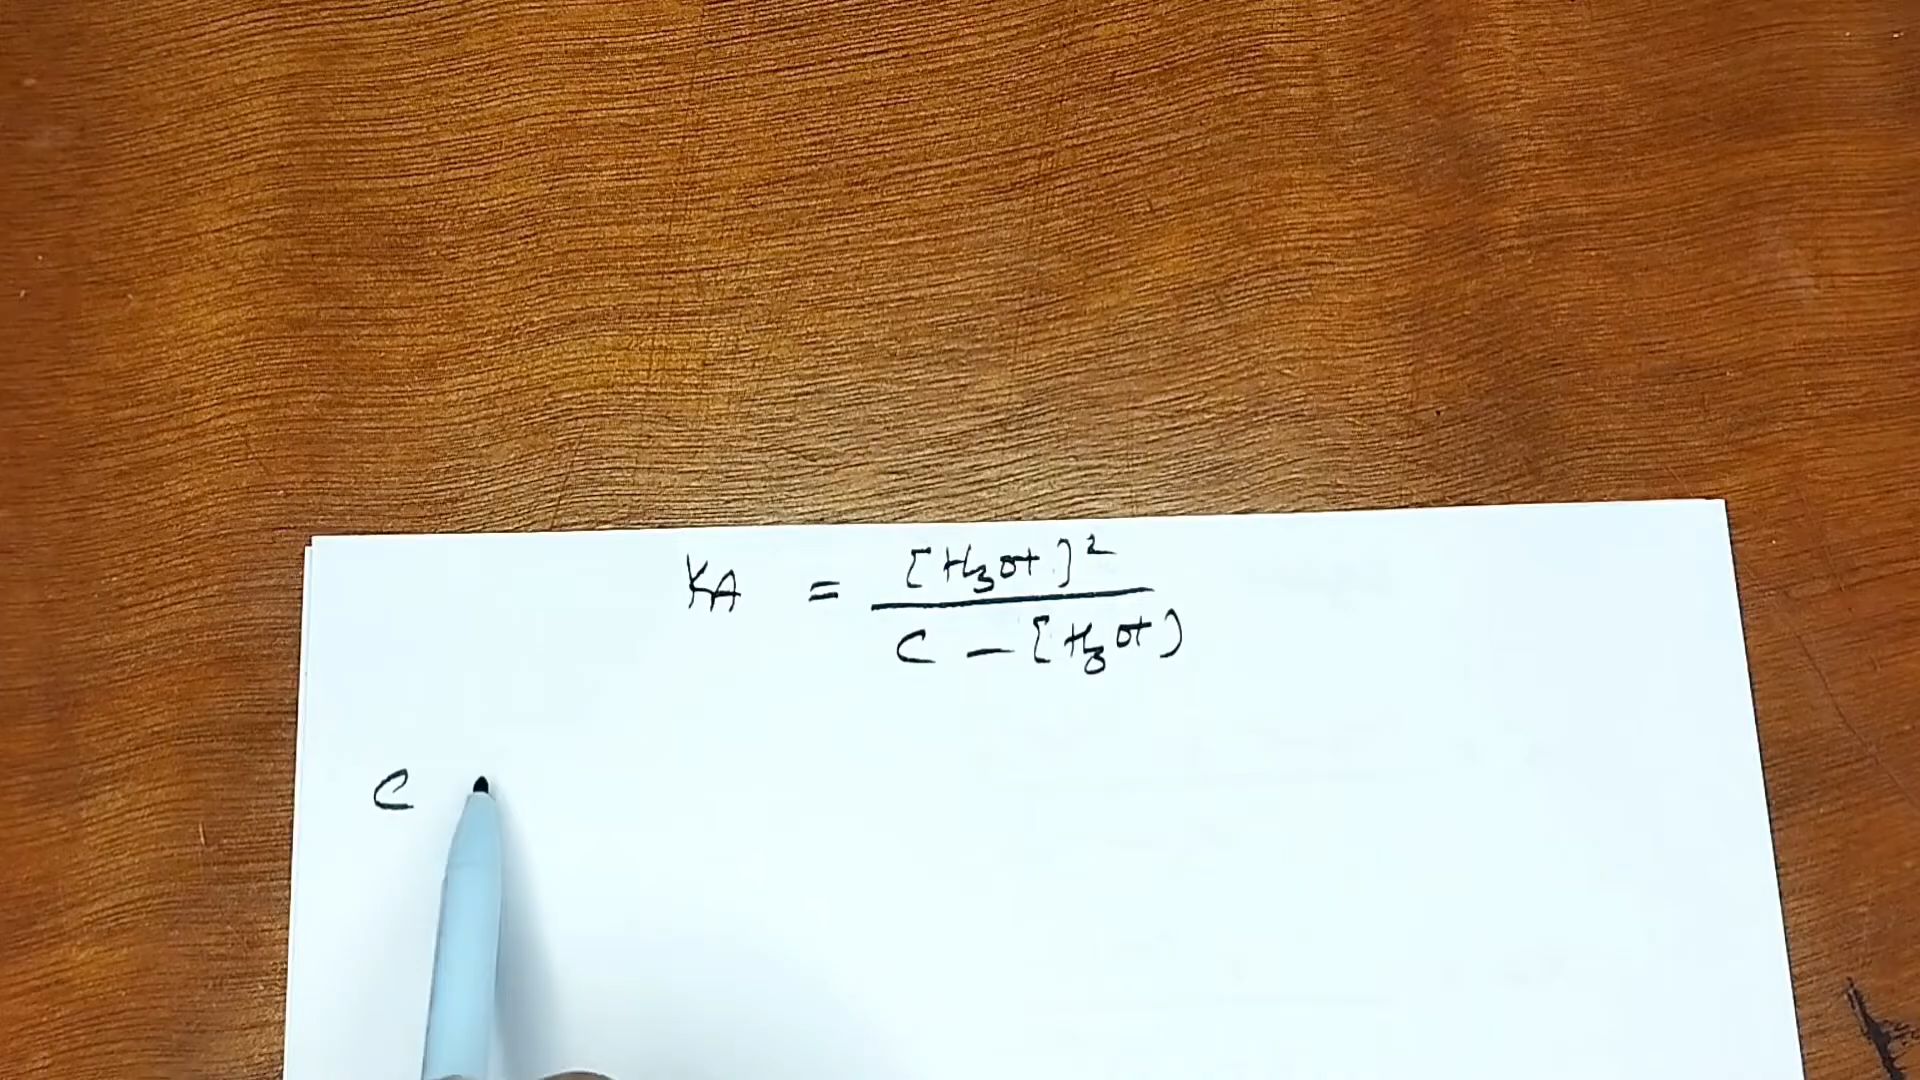 KA = [H3O+]²
C - [H3O+)
C